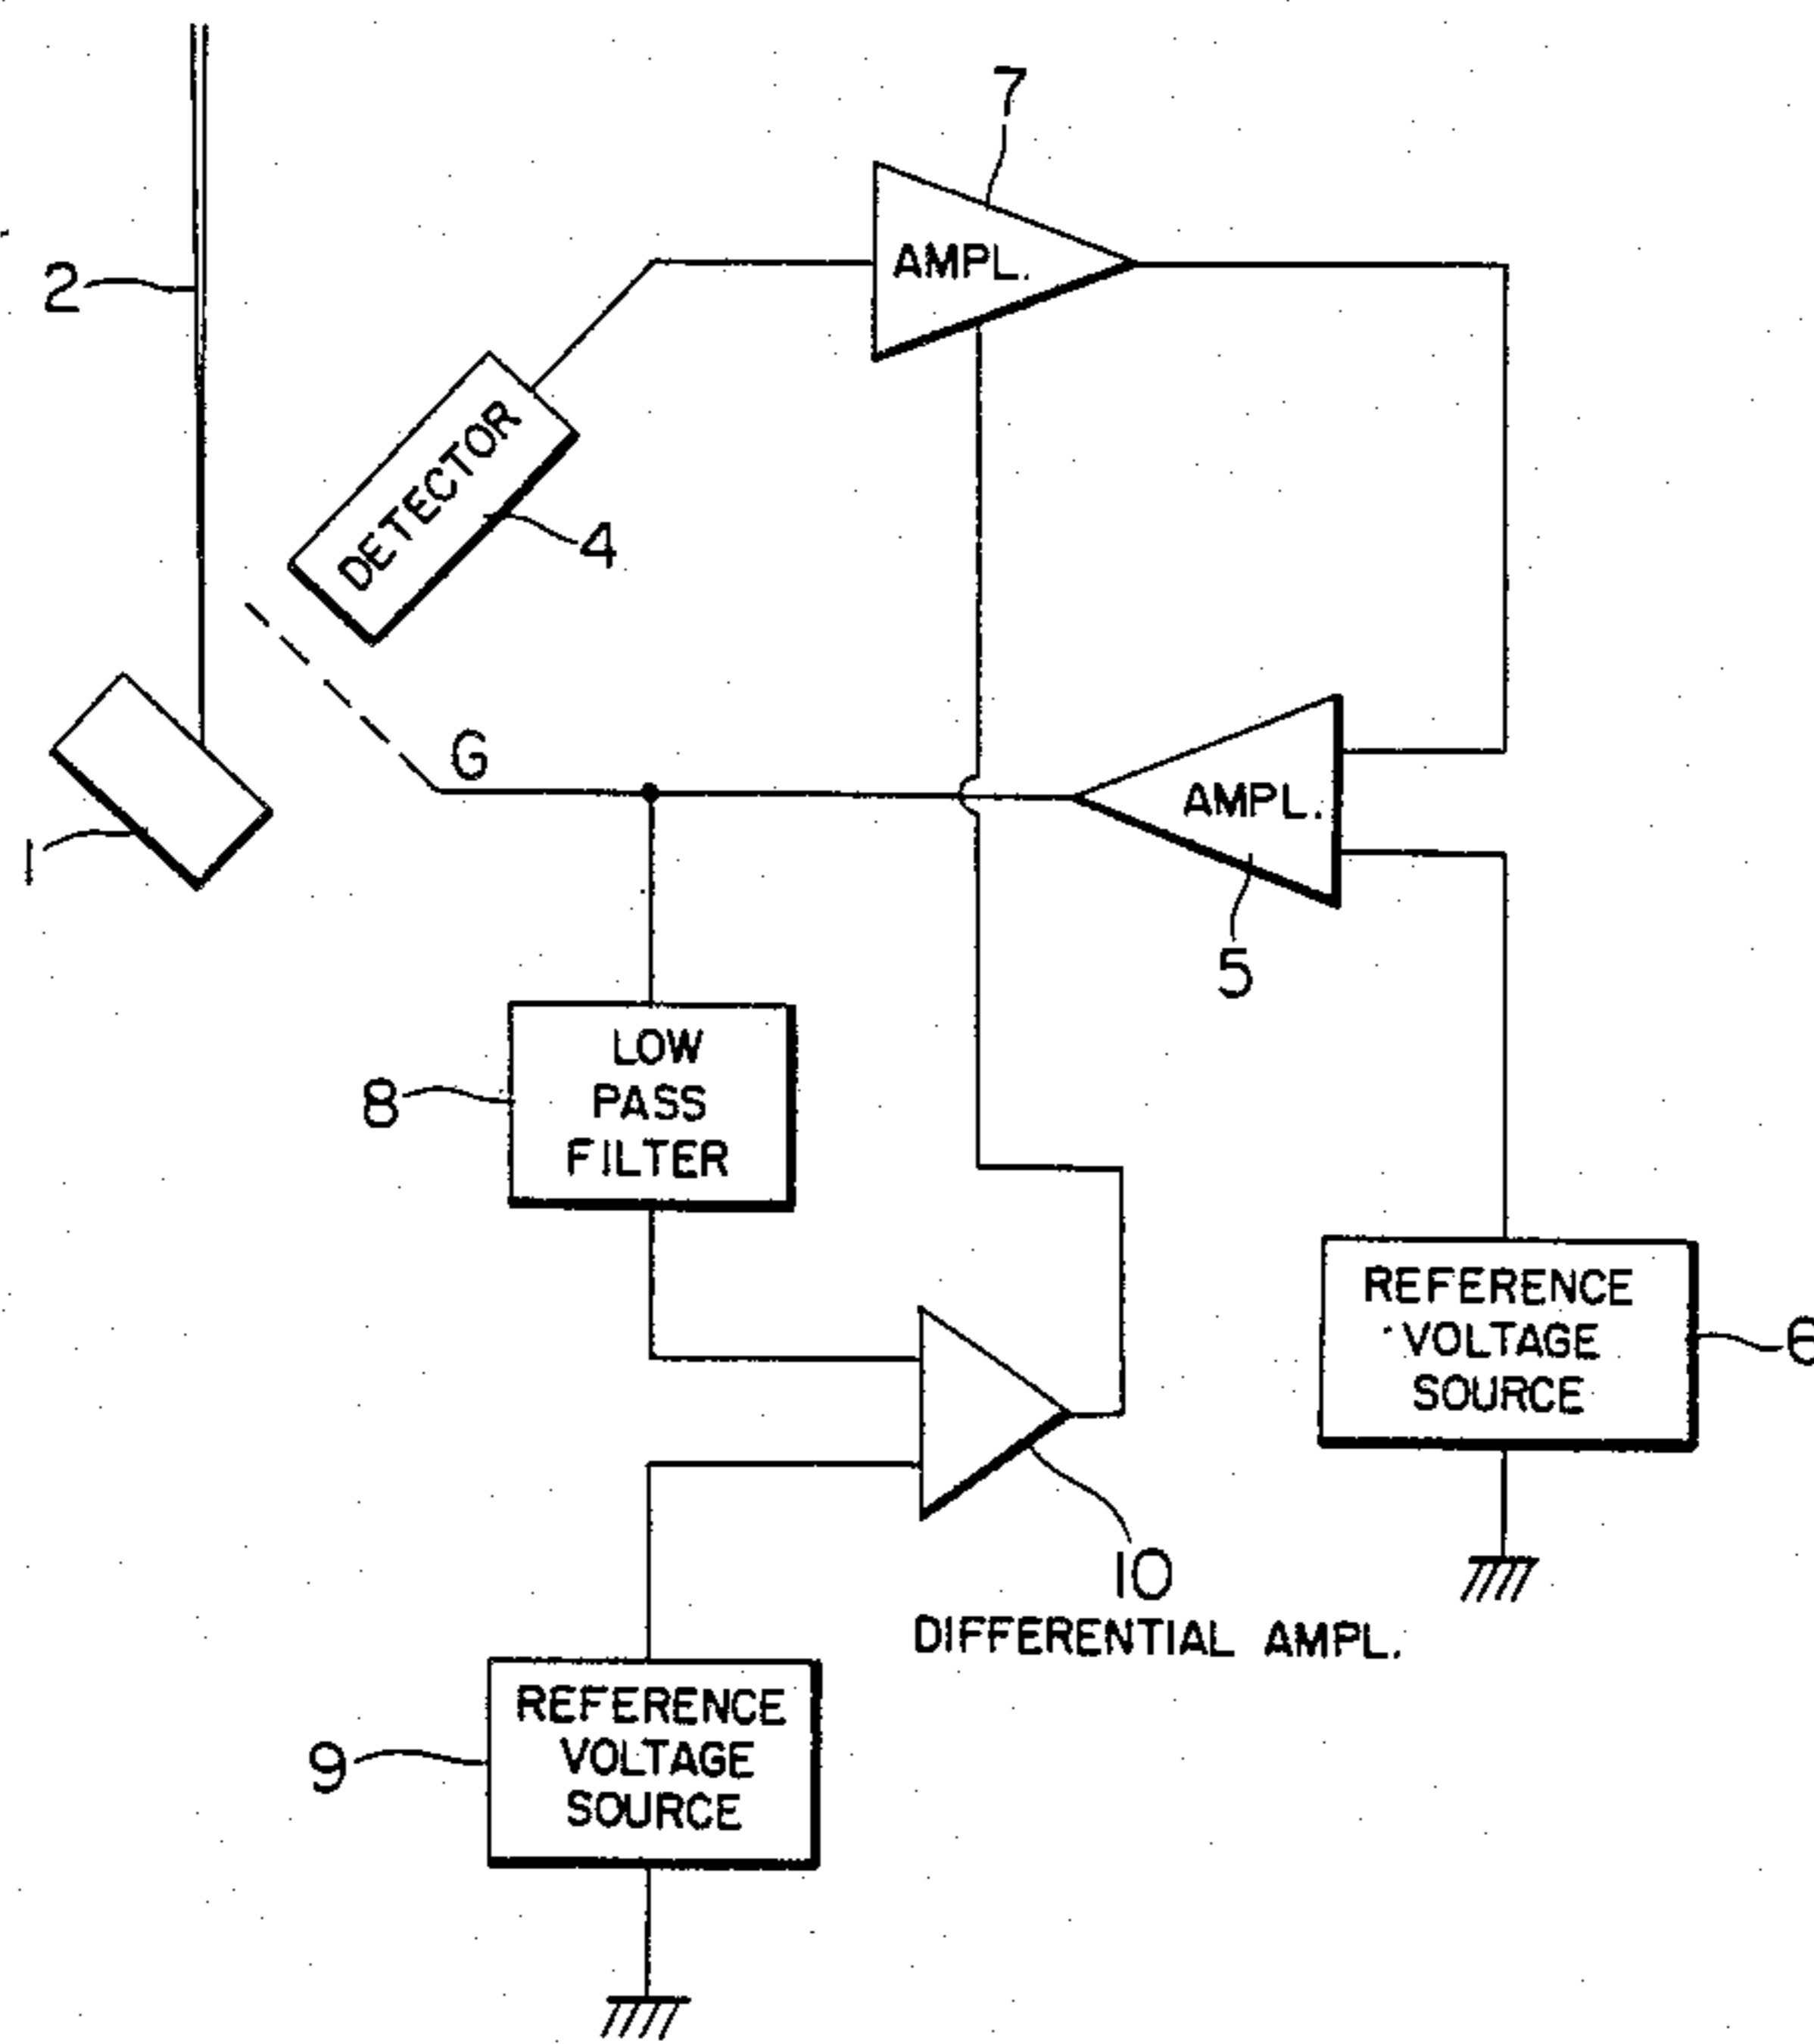 7
AMPL.
2
DETECTOR
4
G
AMPL.
1
5
LOW
PASS
FILTER
8
REFERENCE
VOLTAGE
SOURCE
6
10
DIFFERENTIAL AMPL.
REFERENCE
VOLTAGE
SOURCE
9